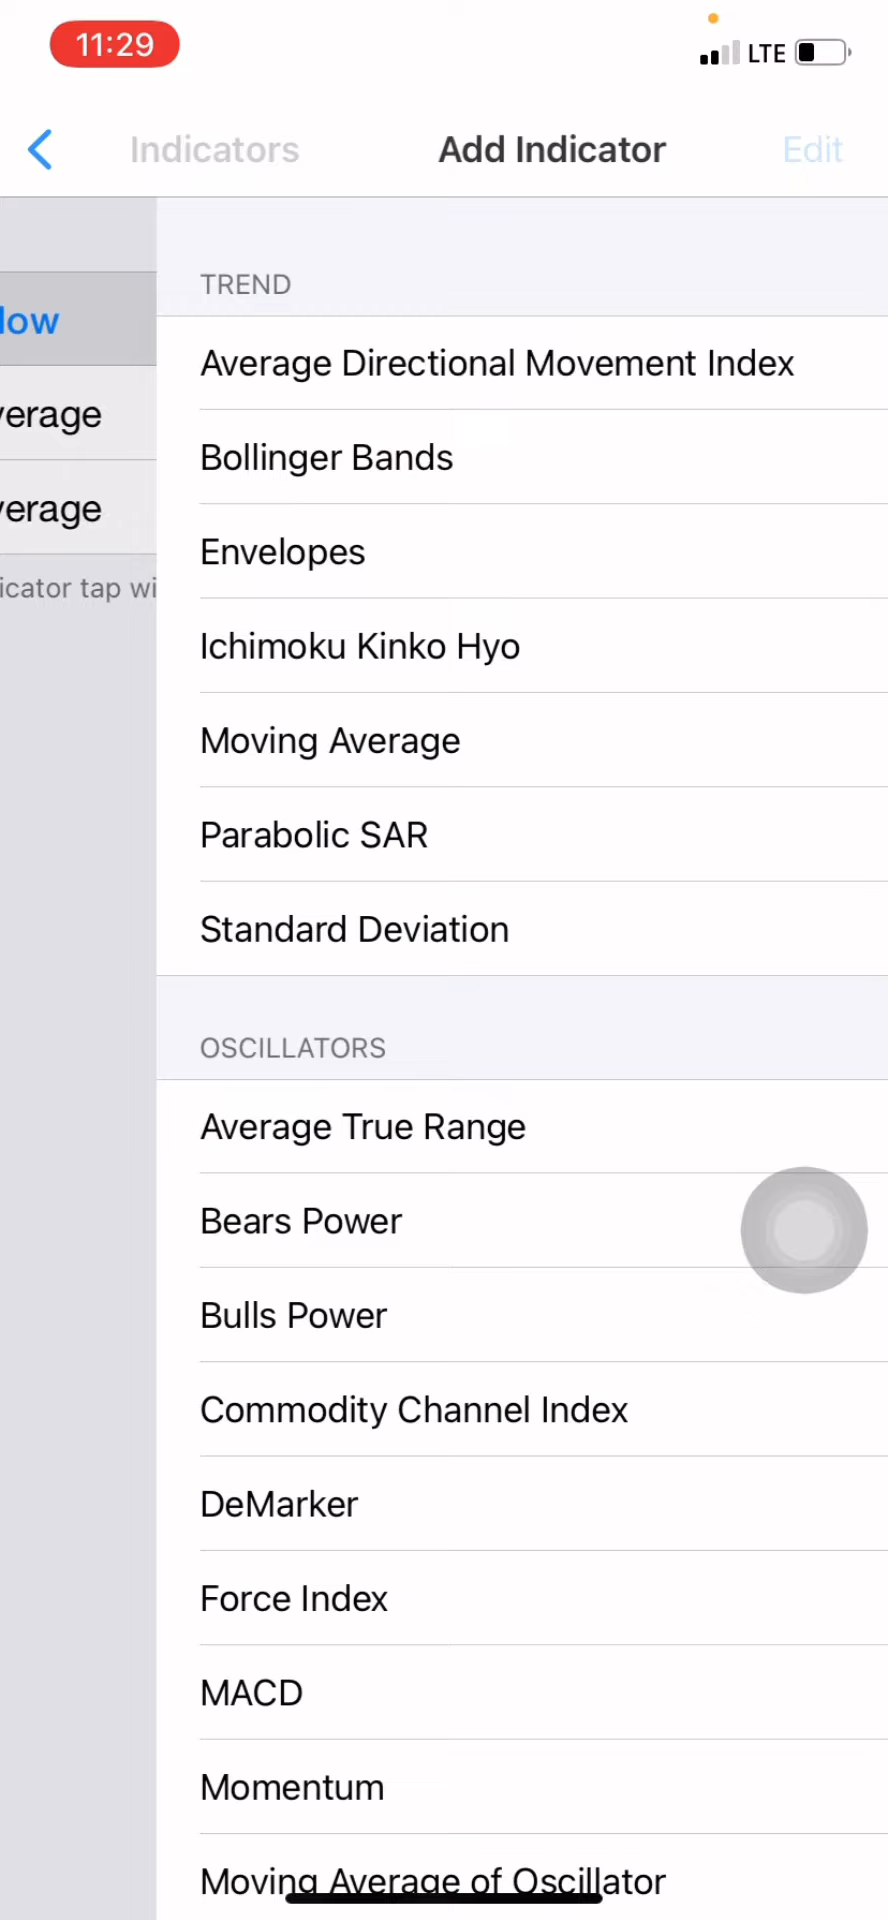 11:29
LTE
Indicators
Add Indicator
Edit
TREND
Average Directional Movement Index
Bollinger Bands
Envelopes
Ichimoku Kinko Hyo
Moving Average
Parabolic SAR
Standard Deviation
OSCILLATORS
Average True Range
Bears Power
Bulls Power
Commodity Channel Index
DeMarker
Force Index
MACD
Momentum
Moving Average of Oscillator
low
verage
verage
icator tap wi